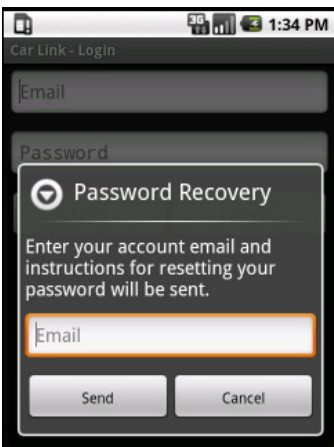 3G 1:34 PM
Car Link - Login
Email
Password
Password Recovery
Enter your account email and
instructions for resetting your
password will be sent.
Email
Send Cancel